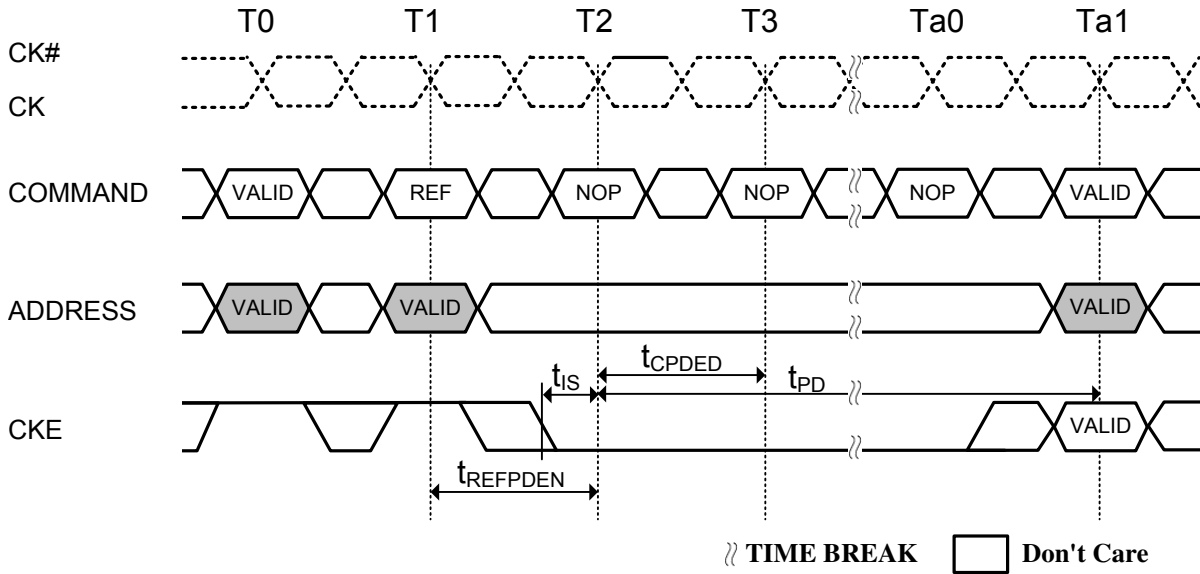 T0 T1 T2 T3 Ta0 Ta1
CK#
CK
COMMAND VALID REF NOP NOP NOP VALID
ADDRESS VALID VALID VALID
tIS tCPDED tPD
CKE VALID
tREFPDEN
TIME BREAK Don't Care